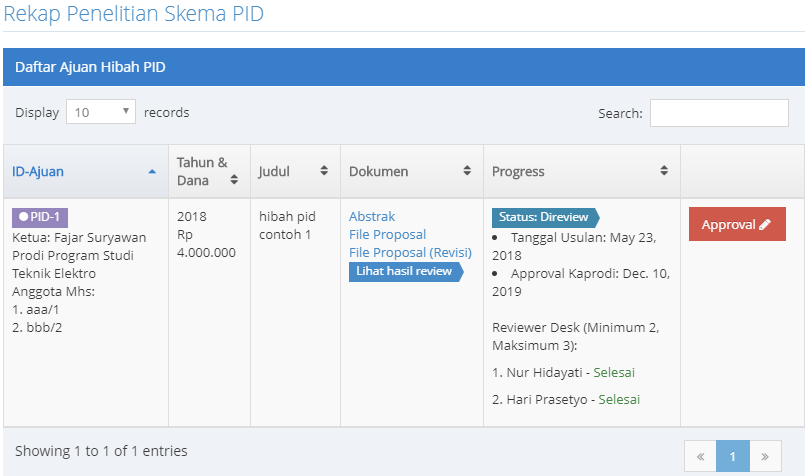 Rekap Penelitian Skema PID
Daftar Ajuan Hibah PID
Display 10 records
Search:
ID-Ajuan
Tahun &
Dana
Judul
Dokumen
Progress
PID-1
Ketua: Fajar Suryawan
Prodi Program Studi
Teknik Elektro
Anggota Mhs:
1. aaa/1
2. bbb/2
2018
Rp
4.000.000
hibah pid
contoh 1
Abstrak
File Proposal
File Proposal (Revisi)
Lihat hasil review
Status: Direview
• Tanggal Usulan: May 23,
2018
• Approval Kaprodi: Dec. 10,
2019
Reviewer Desk (Minimum 2,
Maksimum 3):
1. Nur Hidayati - Selesai
2. Hari Prasetyo - Selesai
Approval
Showing 1 to 1 of 1 entries
« 1 »